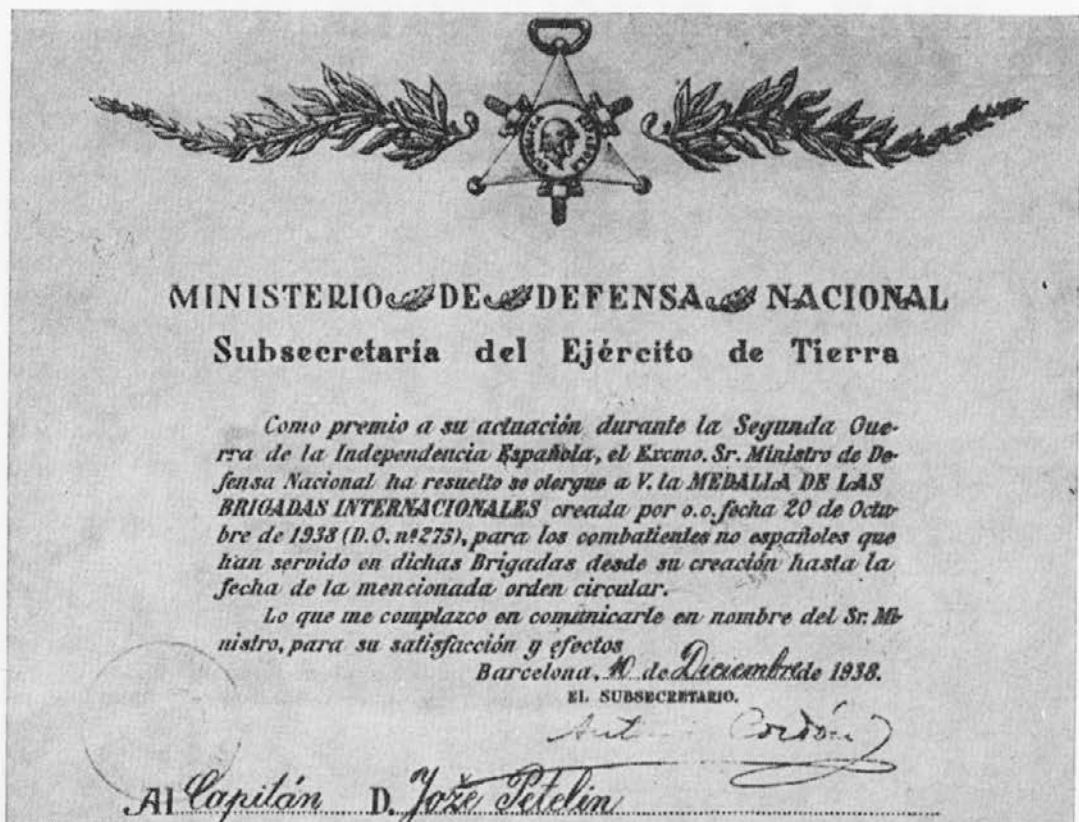 MINISTERIO DE DEFENSA NACIONAL
Subsecretaría del Ejército de Tierra
Como premio a su actuación durante la Segunda Gue-
rra de la Independencia Española, el Excmo. Sr. Ministro de De-
fensa Nacional ha resuelto se otorgue a V. la MEDALLA DE LAS
BRIGADAS INTERNACIONALES creada por o.c. fecha 20 de Octu-
bre de 1938 (D.O. nº 275), para los combatientes no españoles que
han servido en dichas Brigadas desde su creación hasta la
fecha de la mencionada orden circular.
Lo que me complazco en comunicarle en nombre del Sr. Mi-
nistro, para su satisfacción y efectos
Barcelona, 10 de Diciembre de 1938.
EL SUBSECRETARIO.
Cordón
Al Capitán D. Jože Petelin